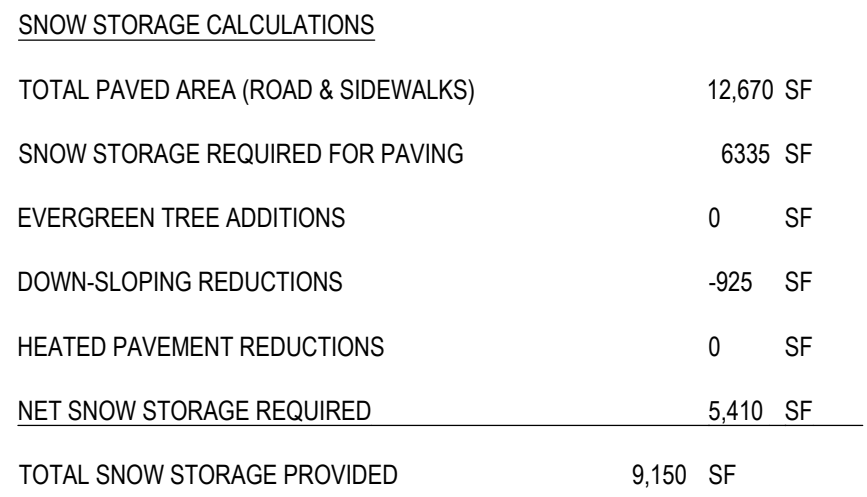 SNOW STORAGE CALCULATIONS
TOTAL PAVED AREA (ROAD & SIDEWALKS) 12,670 SF
SNOW STORAGE REQUIRED FOR PAVING 6335 SF
EVERGREEN TREE ADDITIONS 0 SF
DOWN-SLOPING REDUCTIONS -925 SF
HEATED PAVEMENT REDUCTIONS 0 SF
NET SNOW STORAGE REQUIRED 5,410 SF
TOTAL SNOW STORAGE PROVIDED 9,150 SF